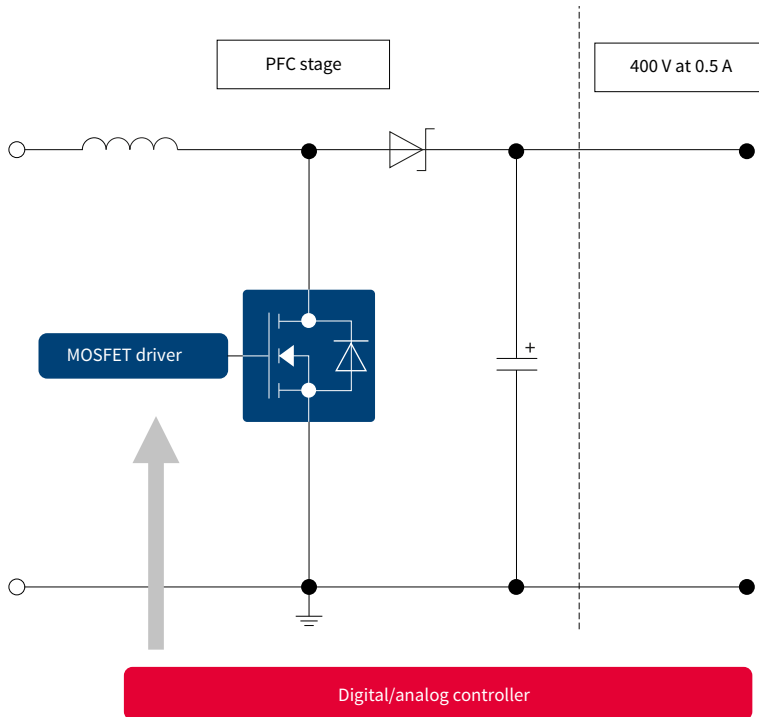 PFC stage
400 V at 0.5 A
MOSFET driver
+
Digital/analog controller